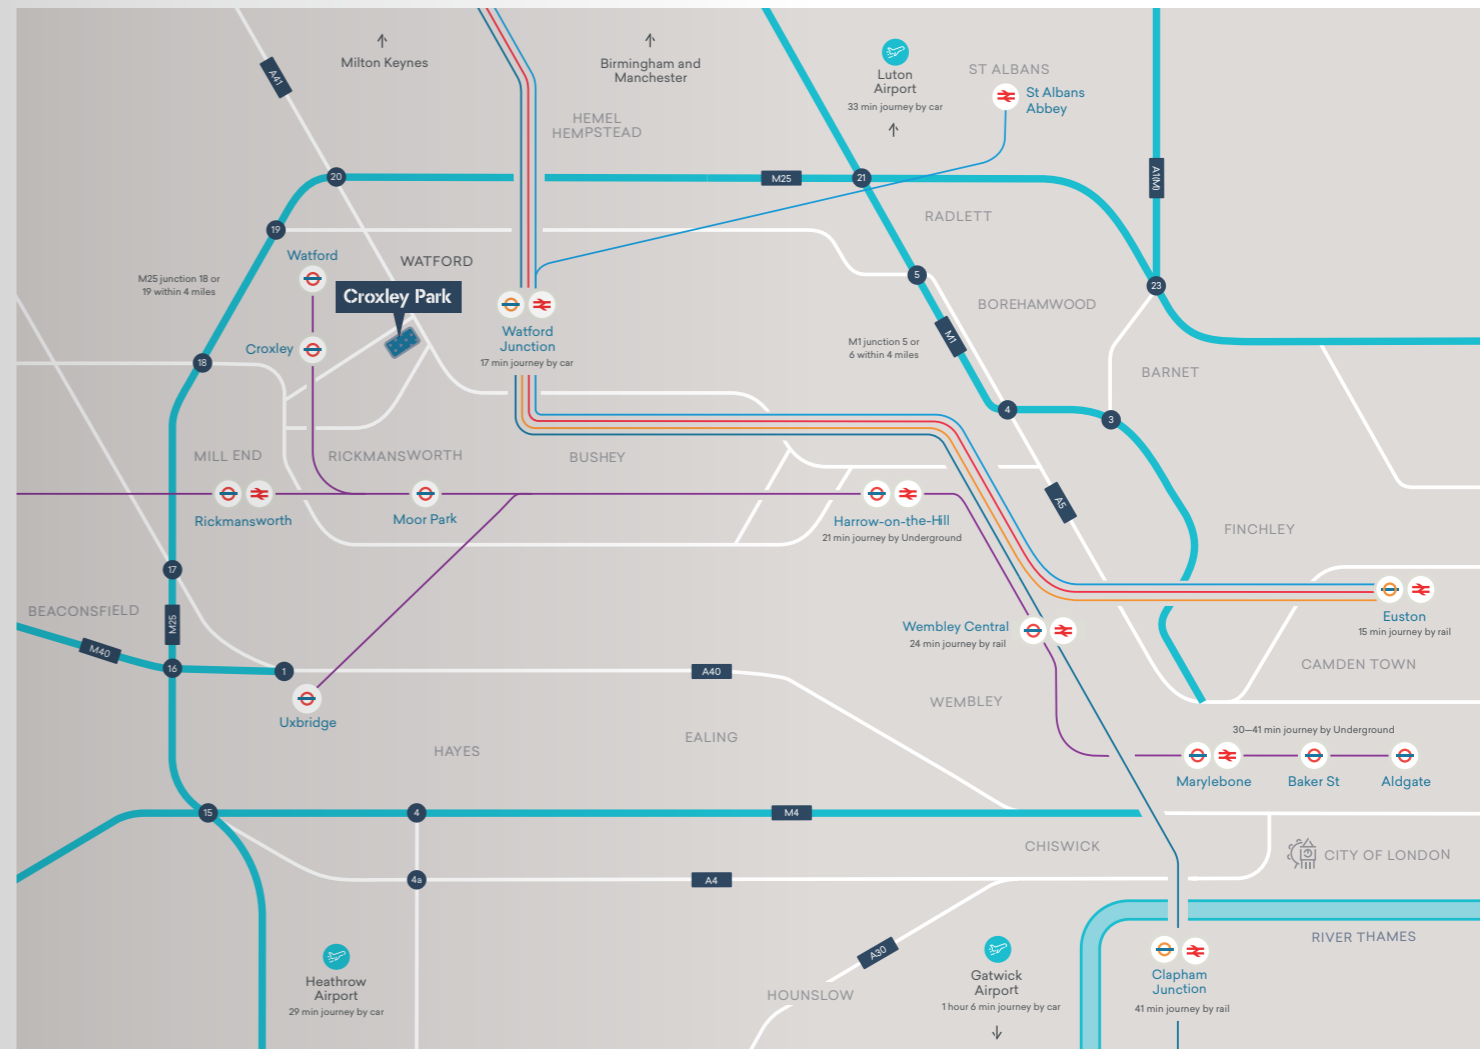 A41
Milton Keynes
Birmingham and
Manchester
Luton
Airport
33 min journey by car
ST ALBANS
St Albans
Abbey
HEMEL
HEMPSTEAD
20
M25
21
A1(M)
RADLETT
19
Watford
WATFORD
M25 junction 18 or
19 within 4 miles
Croxley Park
5
23
BOREHAMWOOD
Watford
Junction
17 min journey by car
Croxley
18
M1
M1 junction 5 or
6 within 4 miles
BARNET
4
3
MILL END
RICKMANSWORTH
BUSHEY
A5
Rickmansworth
Moor Park
Harrow-on-the-Hill
21 min journey by Underground
FINCHLEY
17
BEACONSFIELD
M25
M40
16
1
Euston
15 min journey by rail
Wembley Central
24 min journey by rail
CAMDEN TOWN
A40
Uxbridge
WEMBLEY
HAYES
EALING
30–41 min journey by Underground
Marylebone
Baker St
Aldgate
15
4
M4
CHISWICK
CITY OF LONDON
4a
A4
RIVER THAMES
A30
Heathrow
Airport
29 min journey by car
HOUNSLOW
Gatwick
Airport
1 hour 6 min journey by car
Clapham
Junction
41 min journey by rail